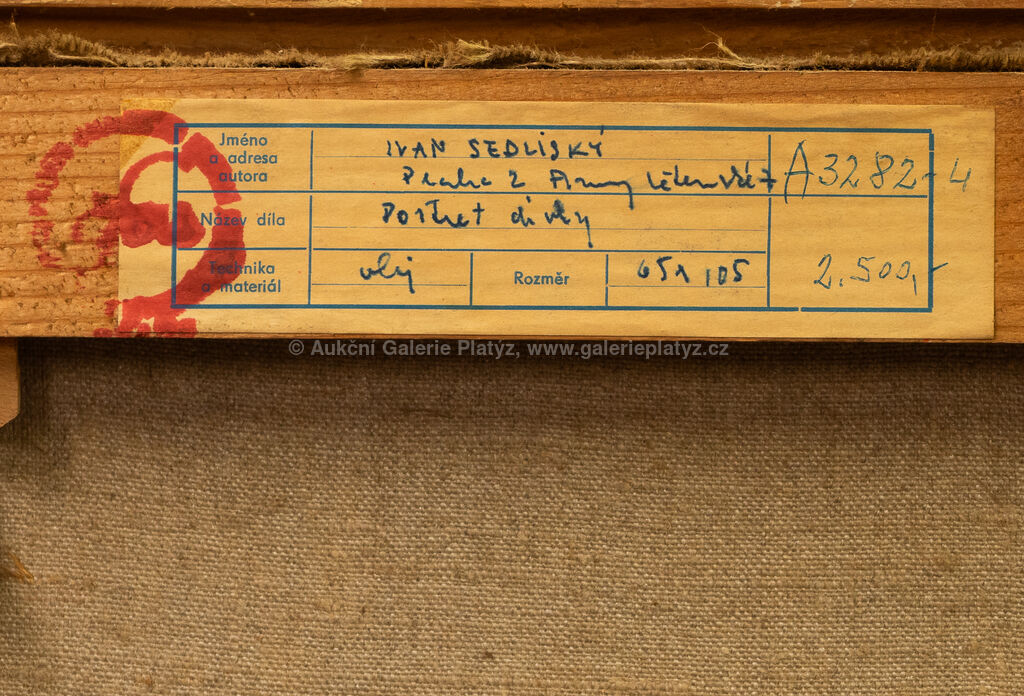 Jméno
a adresa
autora
IVAN SEDLISKÝ
Praha 2
A3282-4
Název díla
Portret dívky
Technika
a materiál
olej
Rozměr
65 x 105
2.500,-
© Aukční Galerie Platýz, www.galerieplatyz.cz